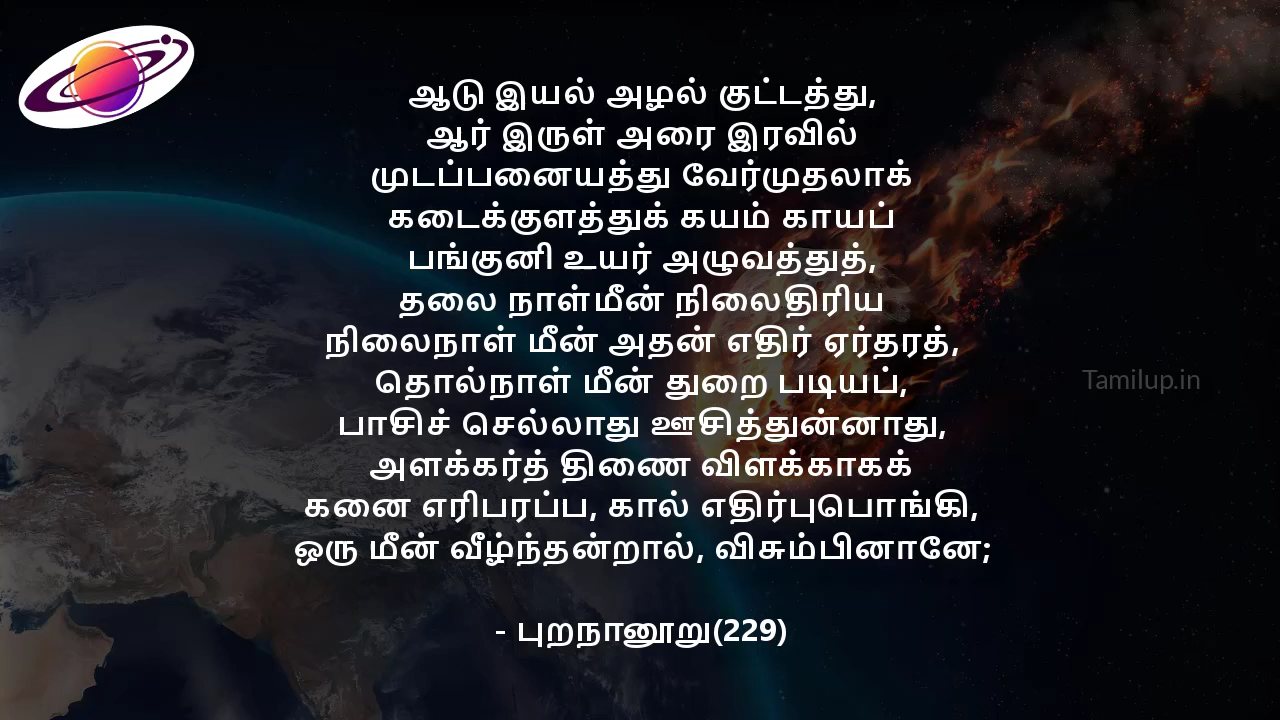 ஆடு இயல் அழல் குட்டத்து,
ஆர் இருள் அரை இரவில்
முடப்பனையத்து வேர்முதலாக்
கடைக்குளத்துக் கயம் காயப்
பங்குனி உயர் அழுவத்துத்,
தலை நாள்மீன் நிலைதிரிய
நிலைநாள் மீன் அதன் எதிர் ஏர்தரத்,
தொல்நாள் மீன் துறை படியப்,
பாசிச் செல்லாது ஊசித்துன்னாது,
அளக்கர்த் திணை விளக்காகக்
கனை எரிபரப்ப, கால் எதிர்புபொங்கி,
ஒரு மீன் வீழ்ந்தன்றால், விசும்பினானே;
- புறநானூறு(229)
Tamilup.in